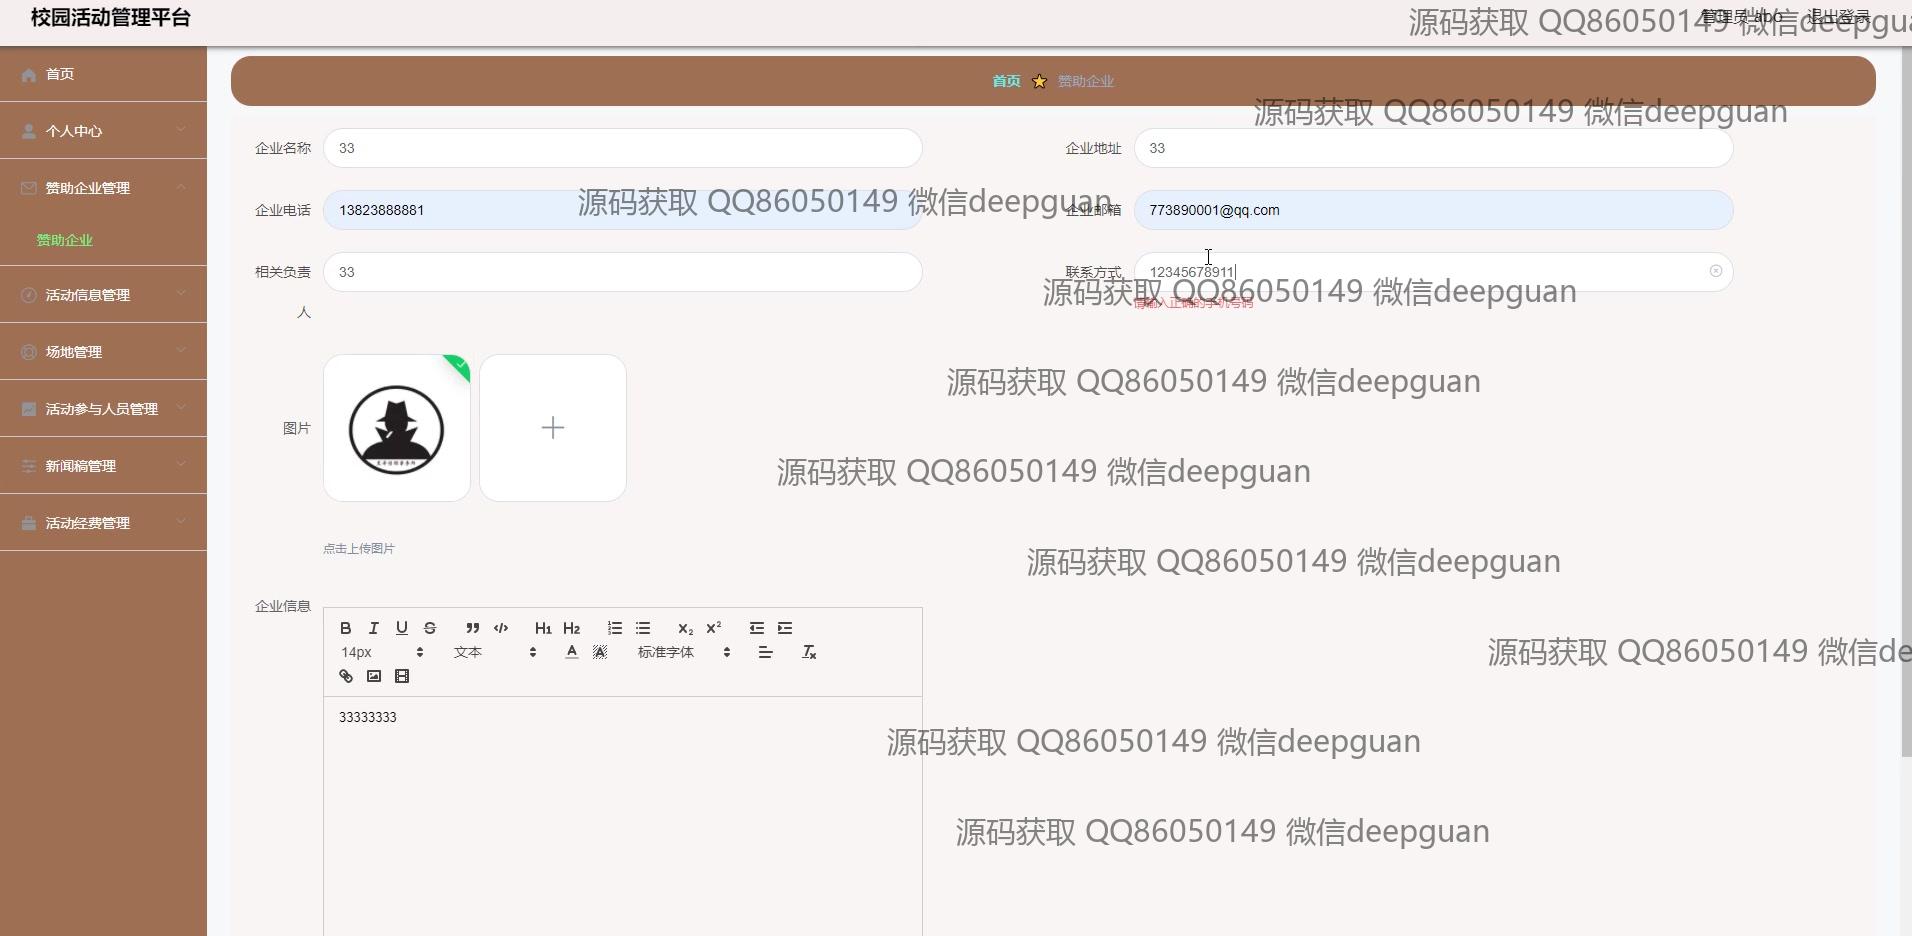 校园活动管理平台
管理员 abo 退出登录
源码获取 QQ86050149 微信deepgua
首页
首页 赞助企业
源码获取 QQ86050149 微信deepguan
个人中心
企业名称 33 企业地址 33
赞助企业管理
源码获取 QQ86050149 微信deepguan
企业电话 13823888881 企业邮箱 773890001@qq.com
赞助企业
相关负责人 33 联系方式 12345678911
源码获取 QQ86050149 微信deepguan
请输入正确的手机号码
活动信息管理
场地管理
源码获取 QQ86050149 微信deepguan
活动参与人员管理
图片
新闻稿管理
源码获取 QQ86050149 微信deepguan
活动经费管理
点击上传图片
源码获取 QQ86050149 微信deepguan
企业信息
B I U S H1 H2 X2 X2
14px 文本 A A 标准字体 Tx
源码获取 QQ86050149 微信de
33333333
源码获取 QQ86050149 微信deepguan
源码获取 QQ86050149 微信deepguan